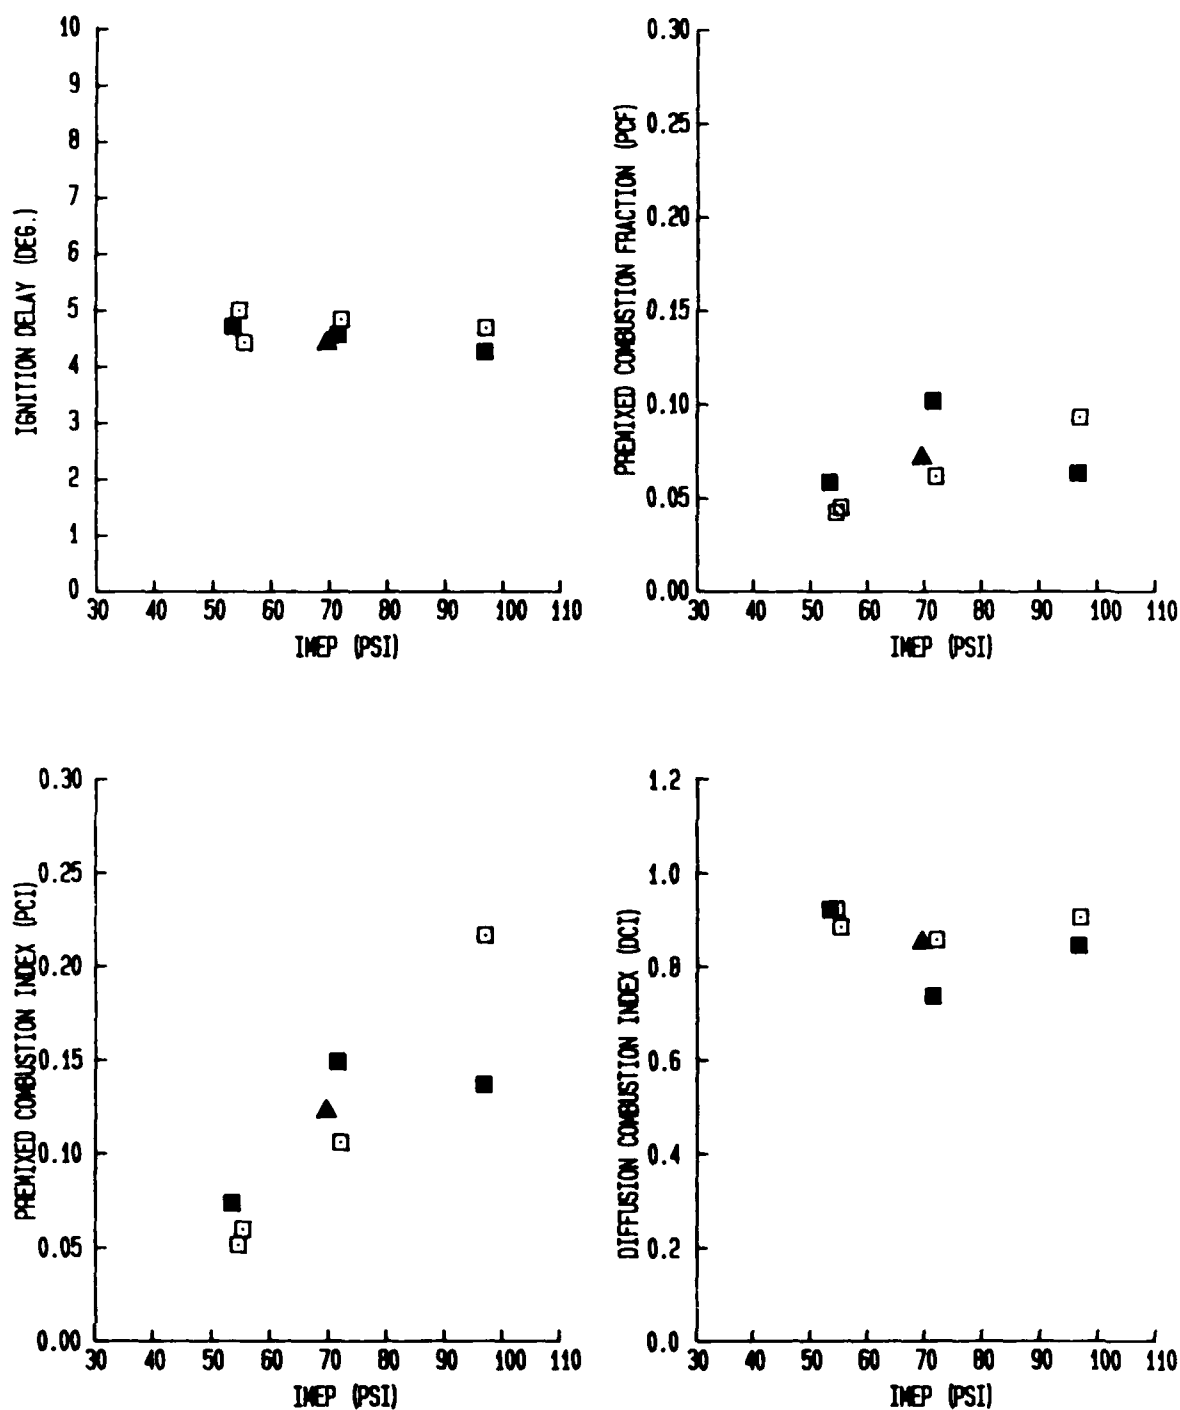 10
9
8
7
6
5
4
3
2
1
0
30 40 50 60 70 80 90 100 110
IGNITION DELAY (DEG.)
IMEP (PSI)
0.30
0.25
0.20
0.15
0.10
0.05
0.00
30 40 50 60 70 80 90 100 110
PREMIXED COMBUSTION FRACTION (PCF)
IMEP (PSI)
0.30
0.25
0.20
0.15
0.10
0.05
0.00
30 40 50 60 70 80 90 100 110
PREMIXED COMBUSTION INDEX (PCI)
IMEP (PSI)
1.2
1.0
0.8
0.6
0.4
0.2
0.0
30 40 50 60 70 80 90 100 110
DIFFUSION COMBUSTION INDEX (DCI)
IMEP (PSI)